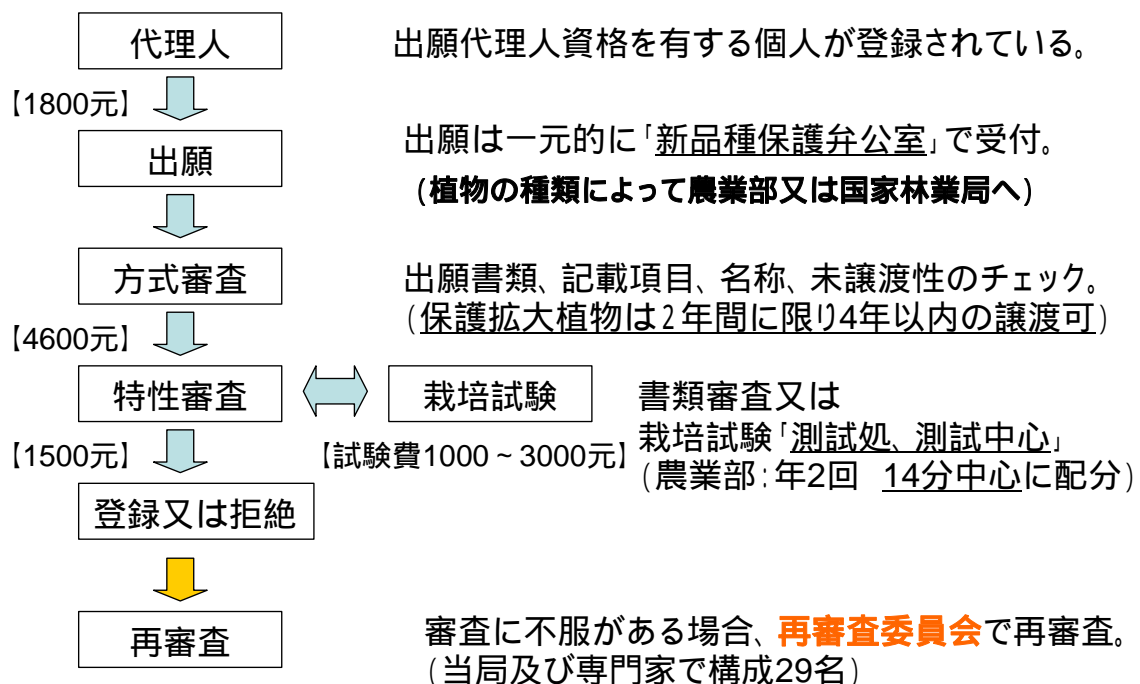 代理人
出願代理人資格を有する個人が登録されている。
【1800元】
出願
出願は一元的に「新品種保護弁公室」で受付。
(植物の種類によって農業部又は国家林業局へ)
方式審査
出願書類、記載項目、名称、未譲渡性のチェック。
(保護拡大植物は2年間に限り4年以内の譲渡可)
【4600元】
特性審査
栽培試験
書類審査又は
栽培試験「測試処、測試中心」
(農業部:年2回 14分中心に配分)
【1500元】
【試験費1000~3000元】
登録又は拒絶
再審査
審査に不服がある場合、再審査委員会で再審査。
(当局及び専門家で構成29名)